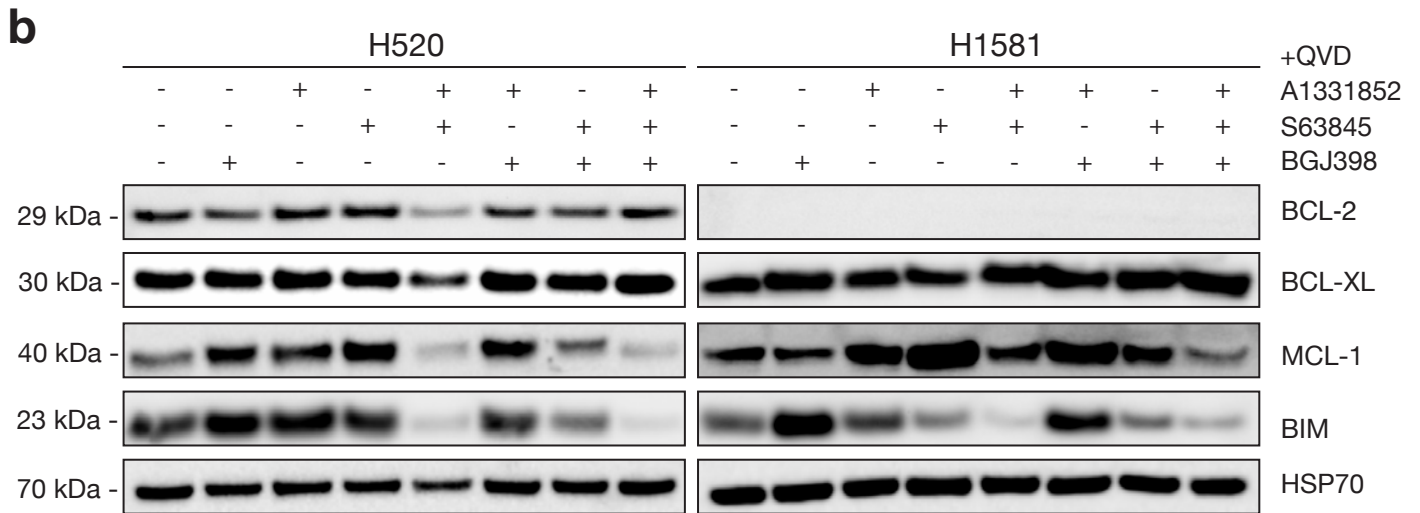 b
H520 H1581
+QVD
- - + - + + - + - - + - + + - + A1331852
- - - + + - + + - - - + + - + + S63845
- + - - - + + + - + - - - + + + BGJ398
29 kDa - BCL-2
30 kDa - BCL-XL
40 kDa - MCL-1
23 kDa - BIM
70 kDa - HSP70